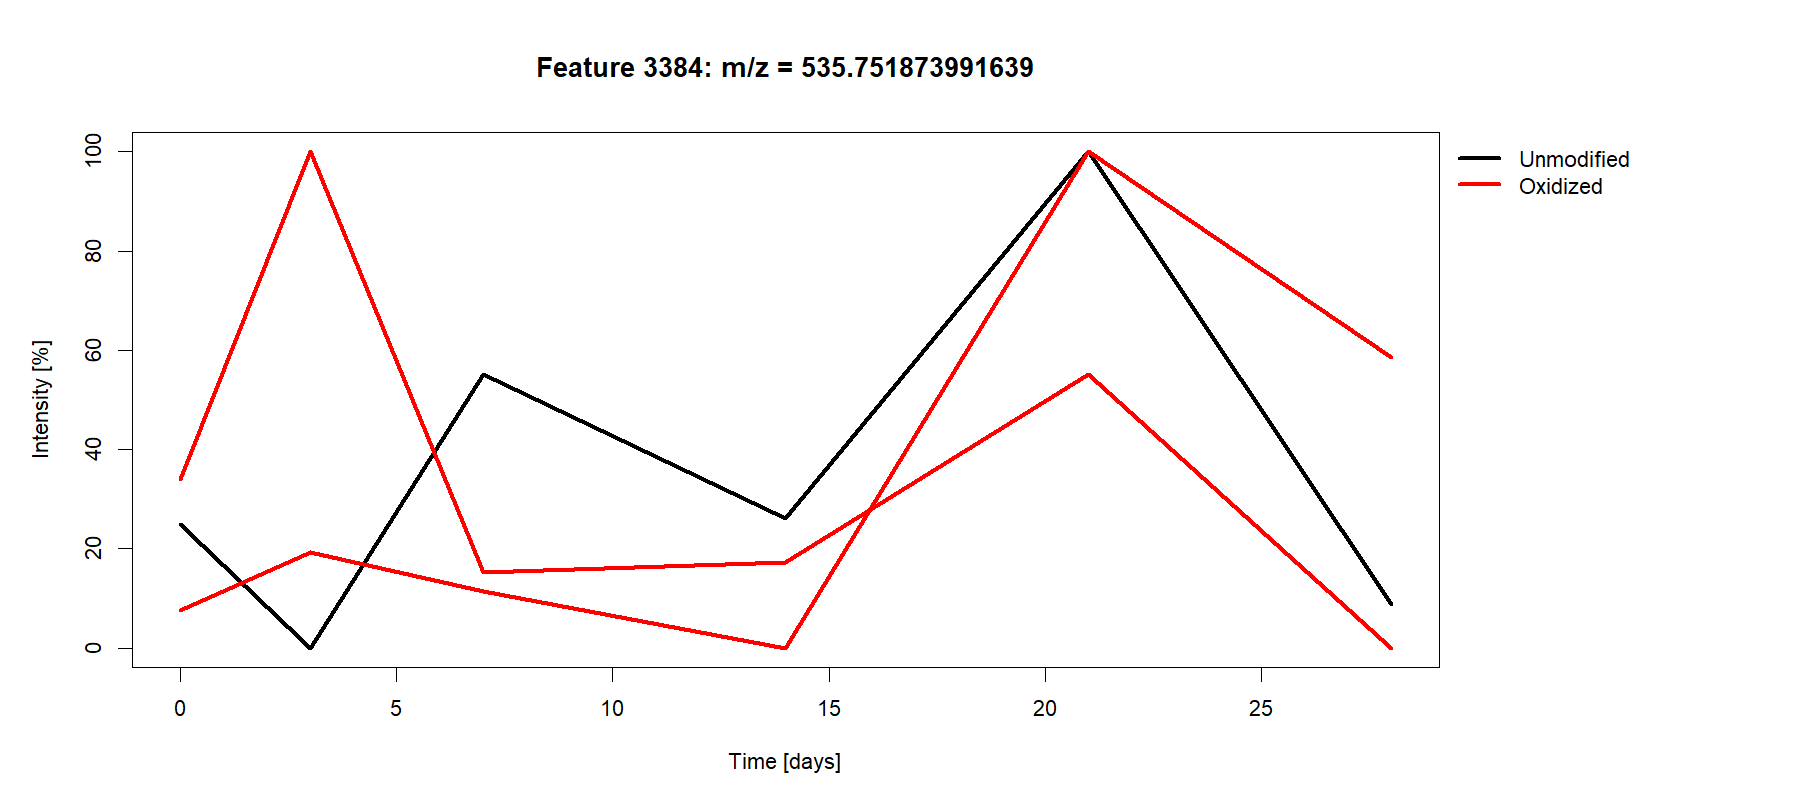 Feature 3384: m/z = 535.751873991639
Unmodified
Oxidized
Intensity [%]
100
80
60
40
20
0
0 5 10 15 20 25
Time [days]